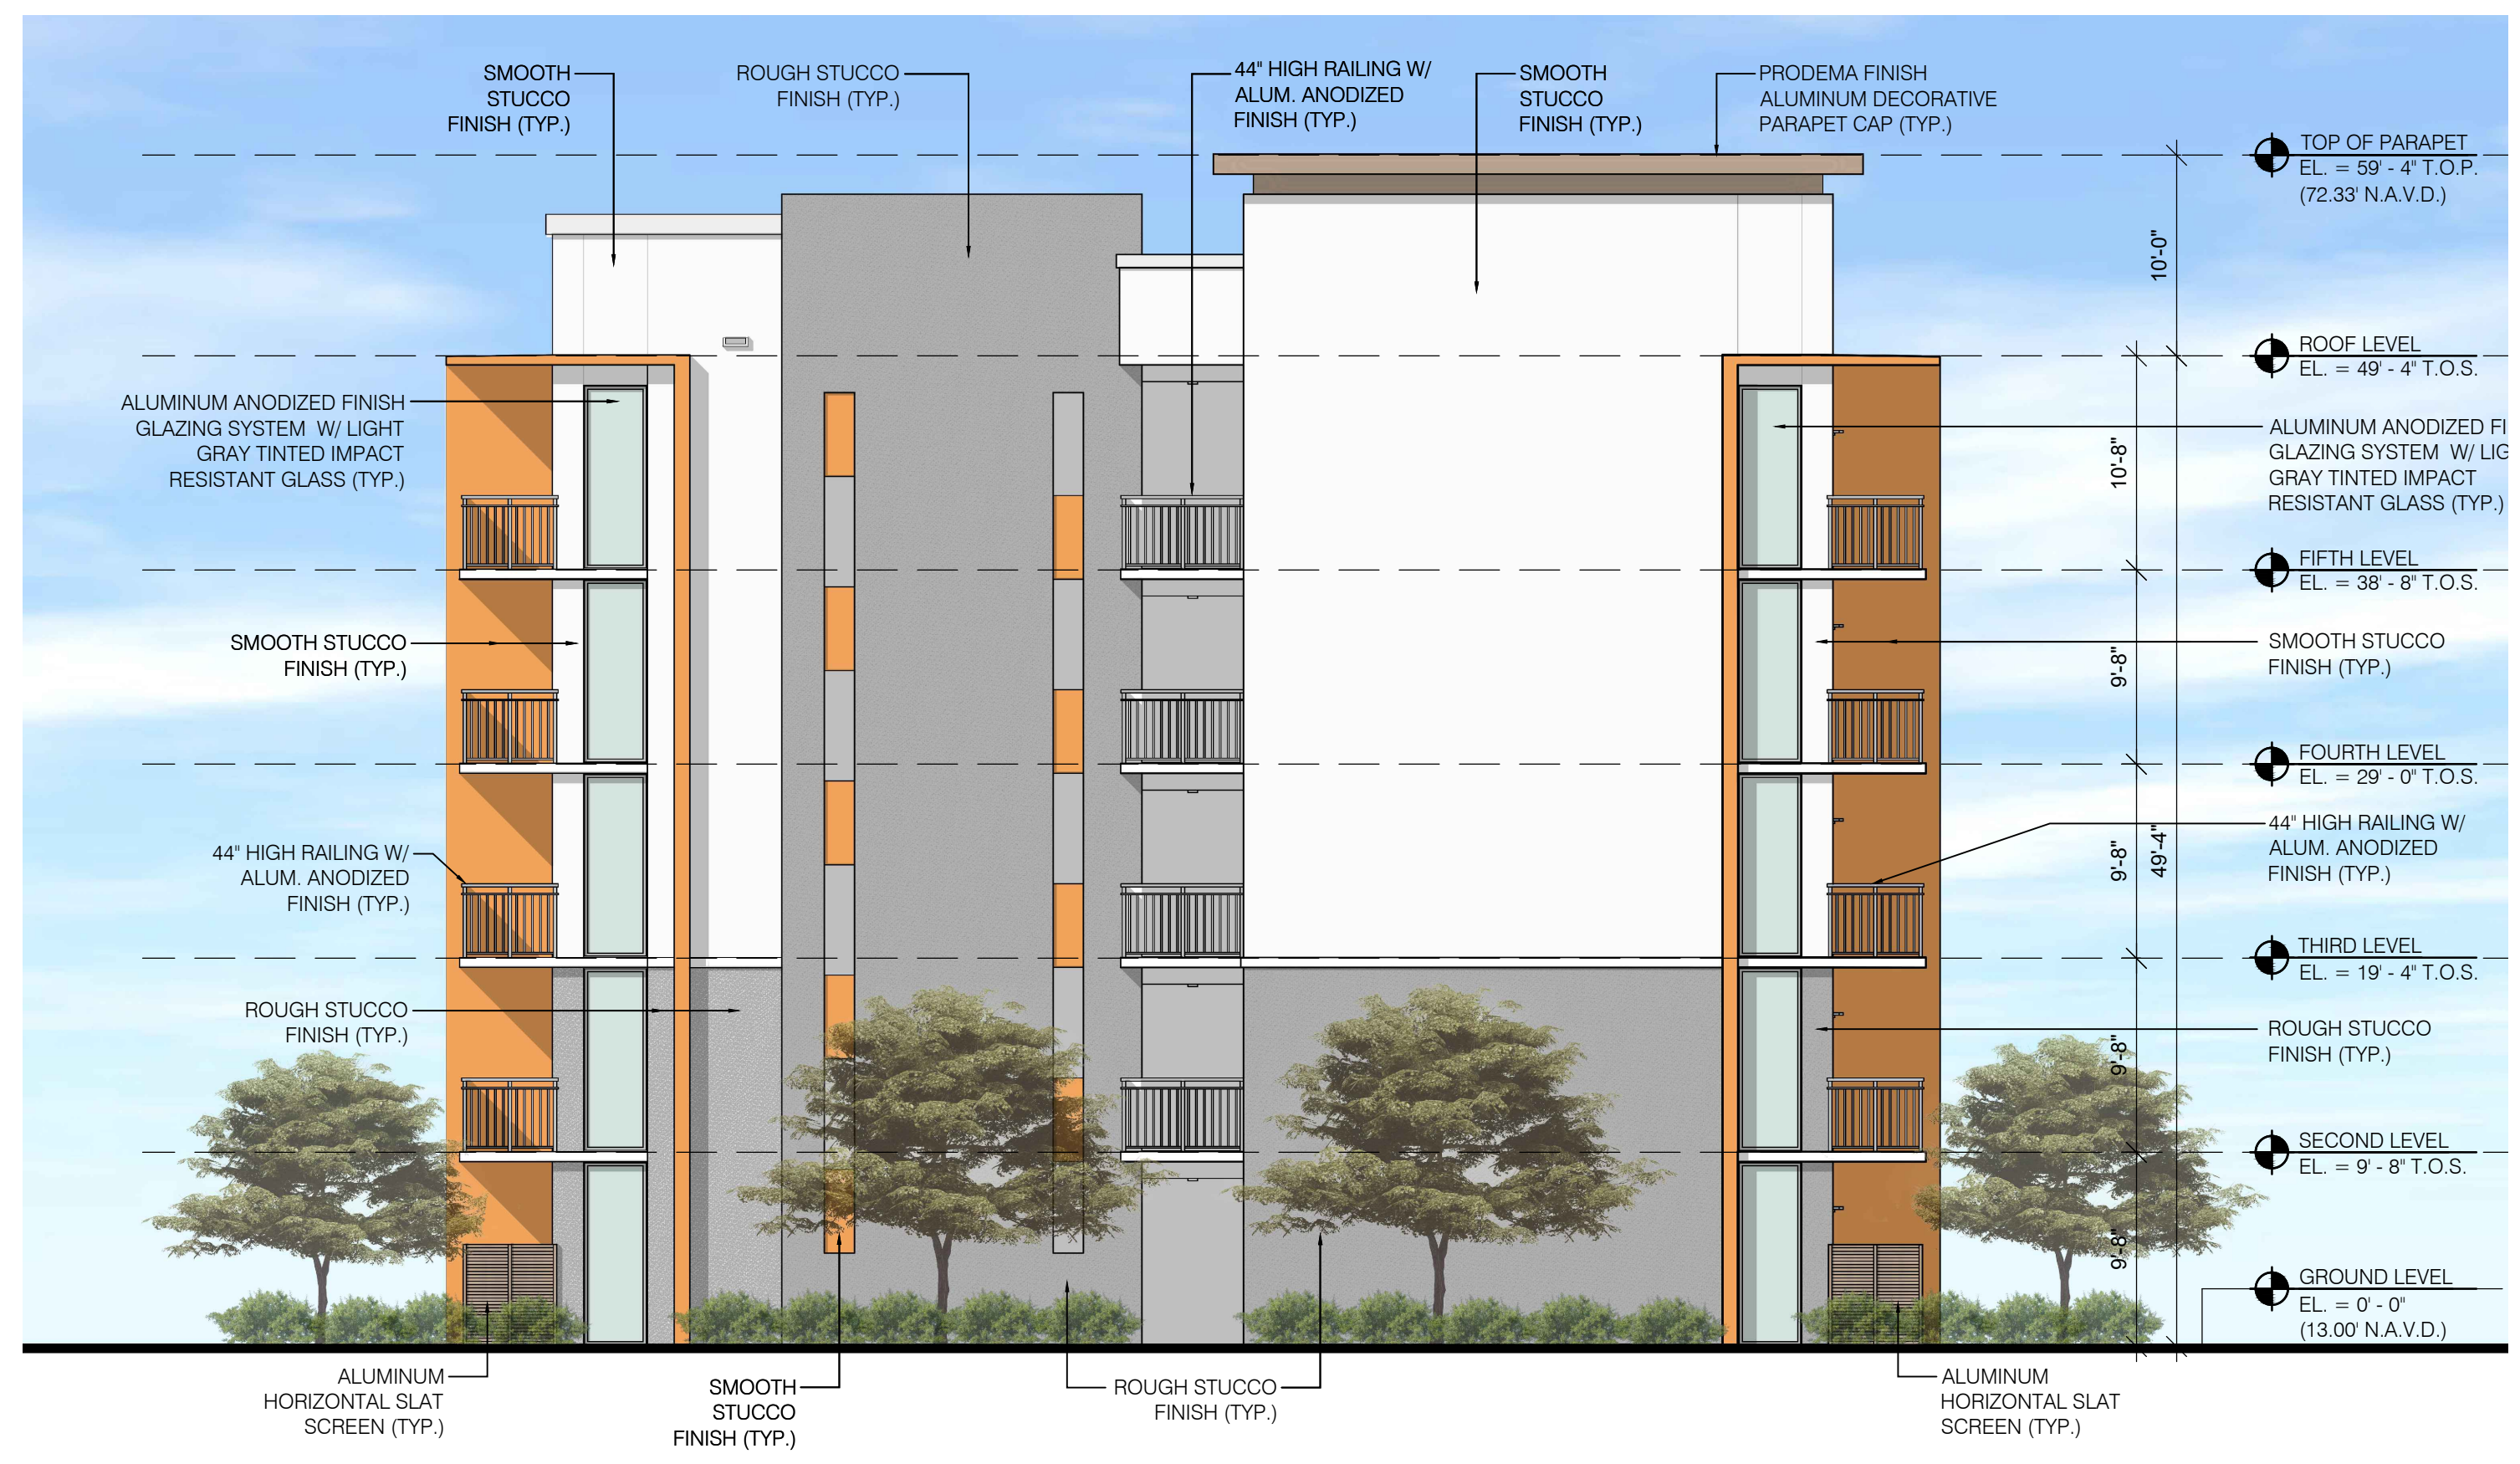 SMOOTH
STUCCO
FINISH (TYP.)
ROUGH STUCCO
FINISH (TYP.)
44" HIGH RAILING W/
ALUM. ANODIZED
FINISH (TYP.)
SMOOTH
STUCCO
FINISH (TYP.)
PRODEMA FINISH
ALUMINUM DECORATIVE
PARAPET CAP (TYP.)
TOP OF PARAPET
EL. = 59' - 4" T.O.P.
(72.33' N.A.V.D.)
10'-0"
ROOF LEVEL
EL. = 49' - 4" T.O.S.
ALUMINUM ANODIZED FINISH
GLAZING SYSTEM W/ LIGHT
GRAY TINTED IMPACT
RESISTANT GLASS (TYP.)
ALUMINUM ANODIZED FI
GLAZING SYSTEM W/ LIG
GRAY TINTED IMPACT
RESISTANT GLASS (TYP.)
10'-8"
FIFTH LEVEL
EL. = 38' - 8" T.O.S.
SMOOTH STUCCO
FINISH (TYP.)
9'-8"
SMOOTH STUCCO
FINISH (TYP.)
FOURTH LEVEL
EL. = 29' - 0" T.O.S.
44" HIGH RAILING W/
ALUM. ANODIZED
FINISH (TYP.)
9'-8"
49'-4"
44" HIGH RAILING W/
ALUM. ANODIZED
FINISH (TYP.)
THIRD LEVEL
EL. = 19' - 4" T.O.S.
ROUGH STUCCO
FINISH (TYP.)
9'-8"
ROUGH STUCCO
FINISH (TYP.)
SECOND LEVEL
EL. = 9' - 8" T.O.S.
9'-8"
GROUND LEVEL
EL. = 0' - 0"
(13.00' N.A.V.D.)
ALUMINUM
HORIZONTAL SLAT
SCREEN (TYP.)
SMOOTH
STUCCO
FINISH (TYP.)
ROUGH STUCCO
FINISH (TYP.)
ALUMINUM
HORIZONTAL SLAT
SCREEN (TYP.)